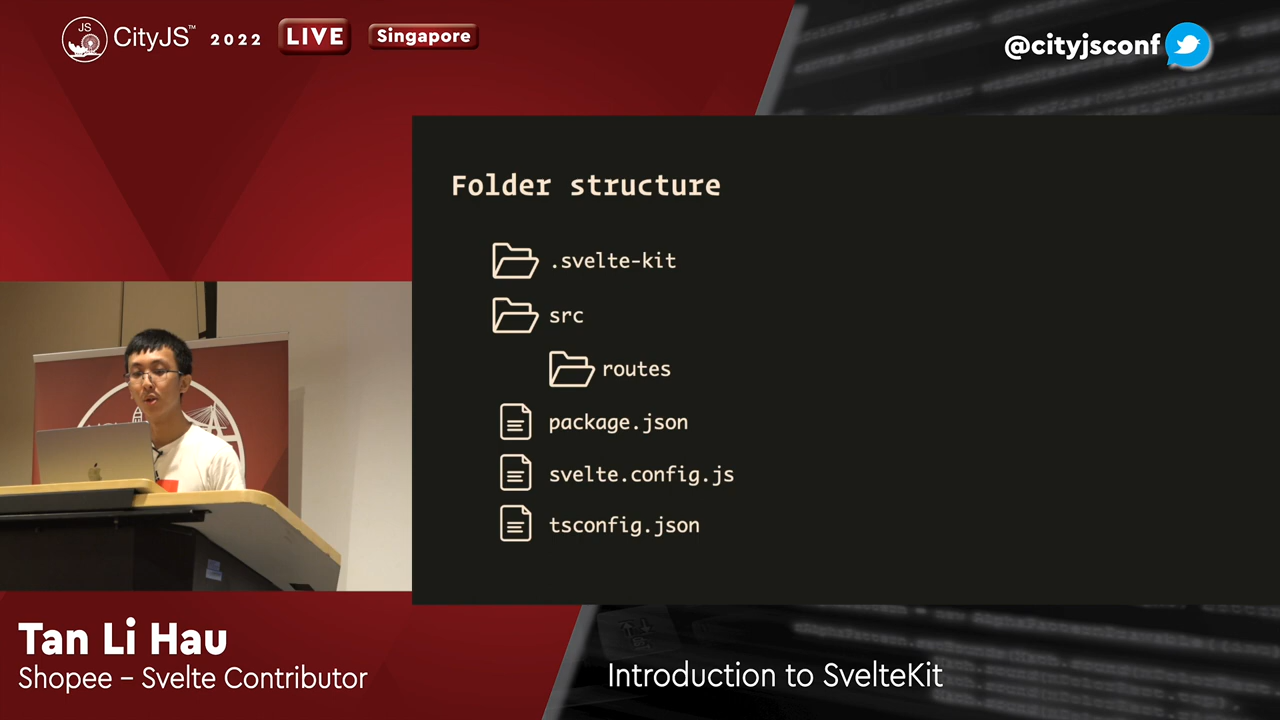 JS
CityJS™ 2022 LIVE Singapore
@cityjsconf
Folder structure
.svelte-kit
src
routes
package.json
svelte.config.js
tsconfig.json
Tan Li Hau
Shopee – Svelte Contributor
Introduction to SvelteKit